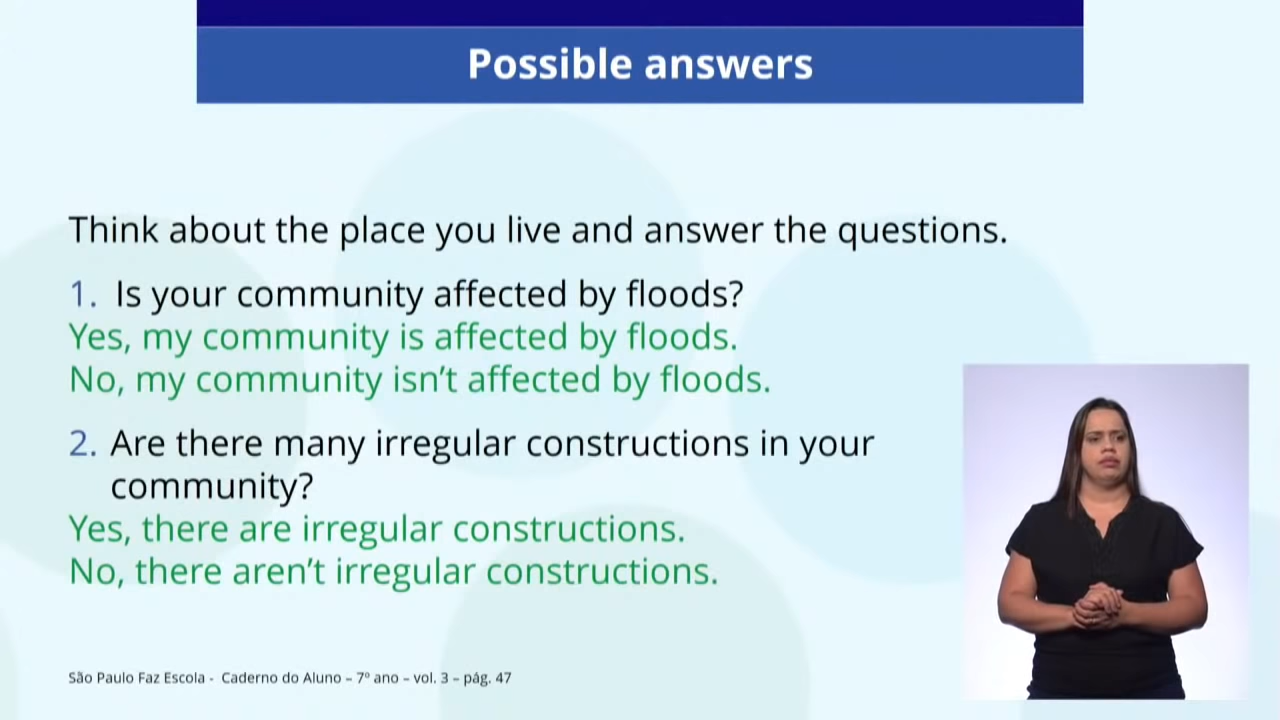 Possible answers
Think about the place you live and answer the questions.
1. Is your community affected by floods?
Yes, my community is affected by floods.
No, my community isn’t affected by floods.
2. Are there many irregular constructions in your
community?
Yes, there are irregular constructions.
No, there aren’t irregular constructions.
São Paulo Faz Escola - Caderno do Aluno – 7º ano – vol. 3 – pág. 47